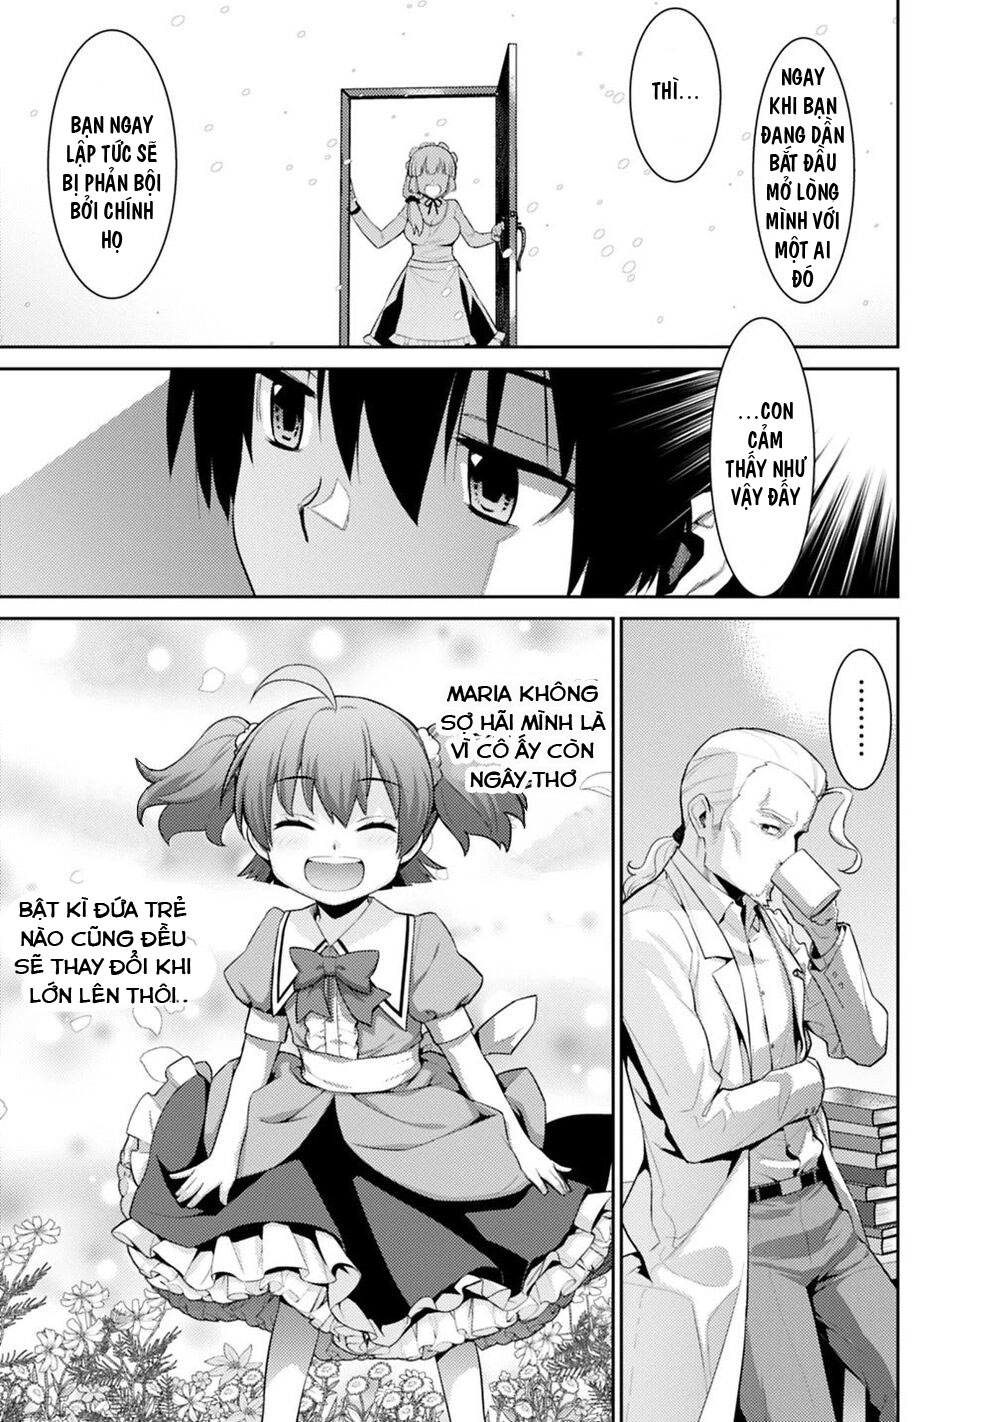 NGAY
KHI BẠN
ĐANG DẦN
BẮT ĐẦU
MỞ LÒNG
MÌNH VỚI
MỘT AI
ĐÓ
THÌ...
BẠN NGAY
LẬP TỨC SẼ
BỊ PHẢN BỘI
BỞI CHÍNH
HỌ
...CON
CẢM
THẤY NHƯ
VẬY ĐẤY
.........
MARIA KHÔNG
SỢ HÃI MÌNH LÀ
VÌ CÔ ẤY CÒN
NGÂY THƠ
BẬT KÌ ĐỨA TRẺ
NÀO CŨNG ĐỀU
SẼ THAY ĐỔI KHI
LỚN LÊN THÔI..